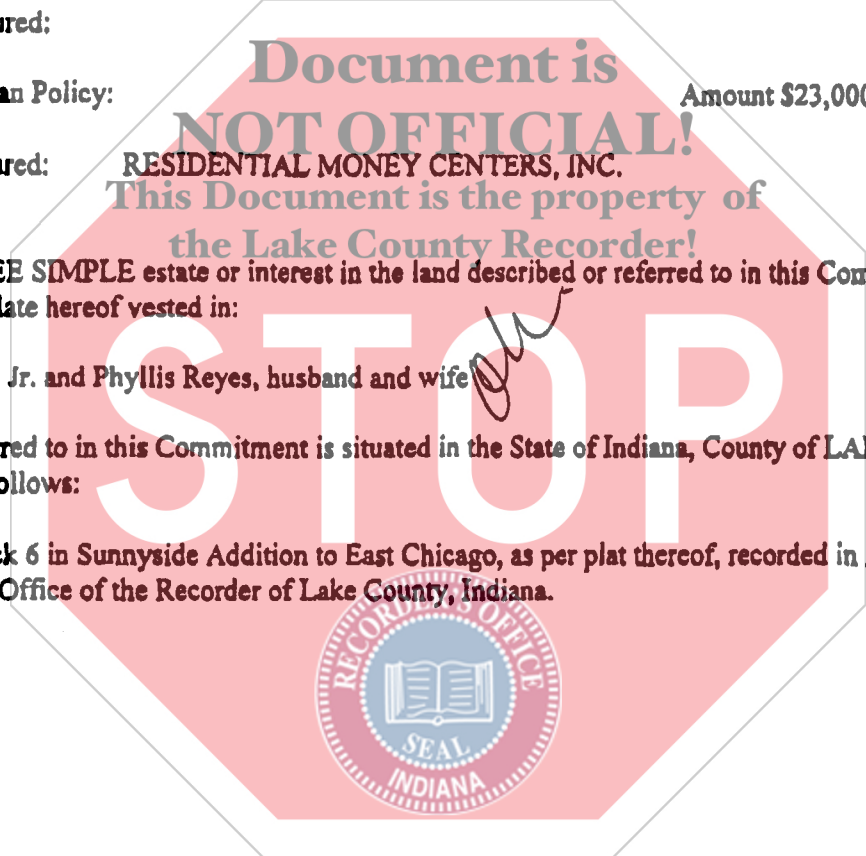 ured:
Document is
an Policy: Amount $23,000
NOT OFFICIAL!
ured: RESIDENTIAL MONEY CENTERS, INC.
This Document is the property of
the Lake County Recorder!
EE SIMPLE estate or interest in the land described or referred to in this Com
late hereof vested in:
STOP
Jr. and Phyllis Reyes, husband and wife
red to in this Commitment is situated in the State of Indiana, County of LA
ollows:
k 6 in Sunnyside Addition to East Chicago, as per plat thereof, recorded in
Office of the Recorder of Lake County, Indiana.
RECORDER'S OFFICE
SEAL
INDIANA